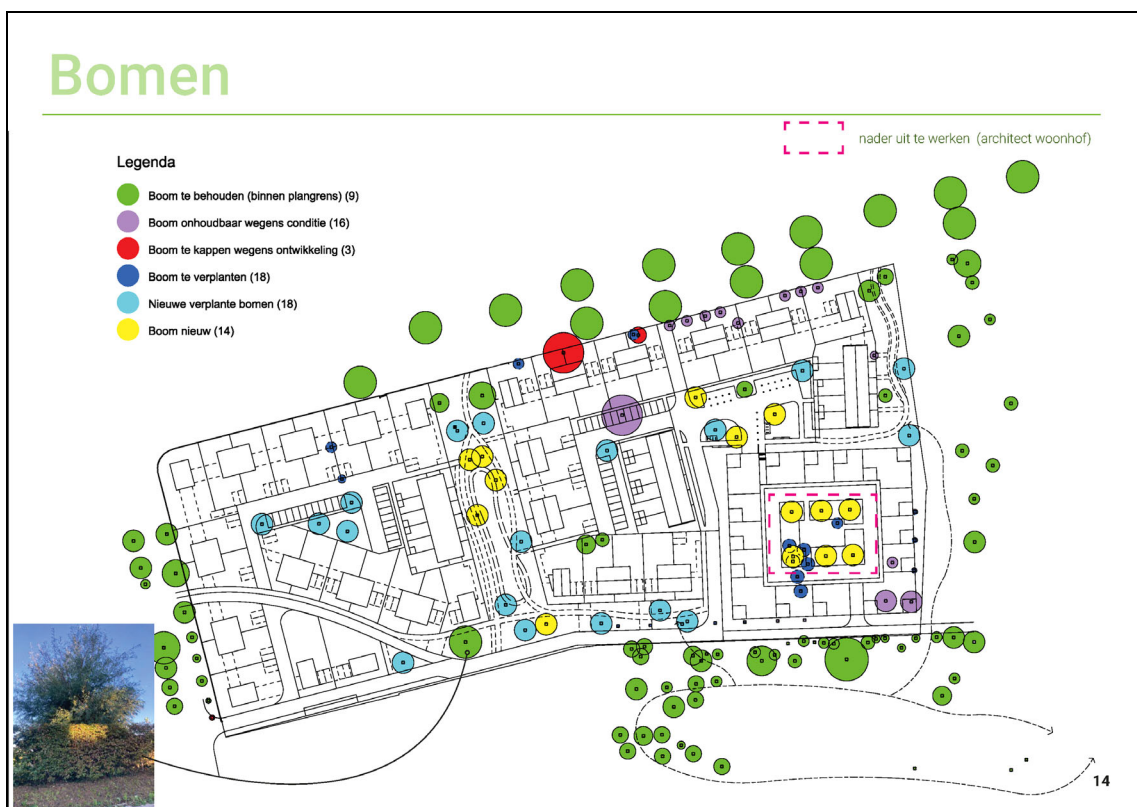 Bomen
nader uit te werken (architect woonhof)
Legenda
Boom te behouden (binnen plangrens) (9)
Boom onhoudbaar wegens conditie (16)
Boom te kappen wegens ontwikkeling (3)
Boom te verplanten (18)
Nieuwe verplante bomen (18)
Boom nieuw (14)
14